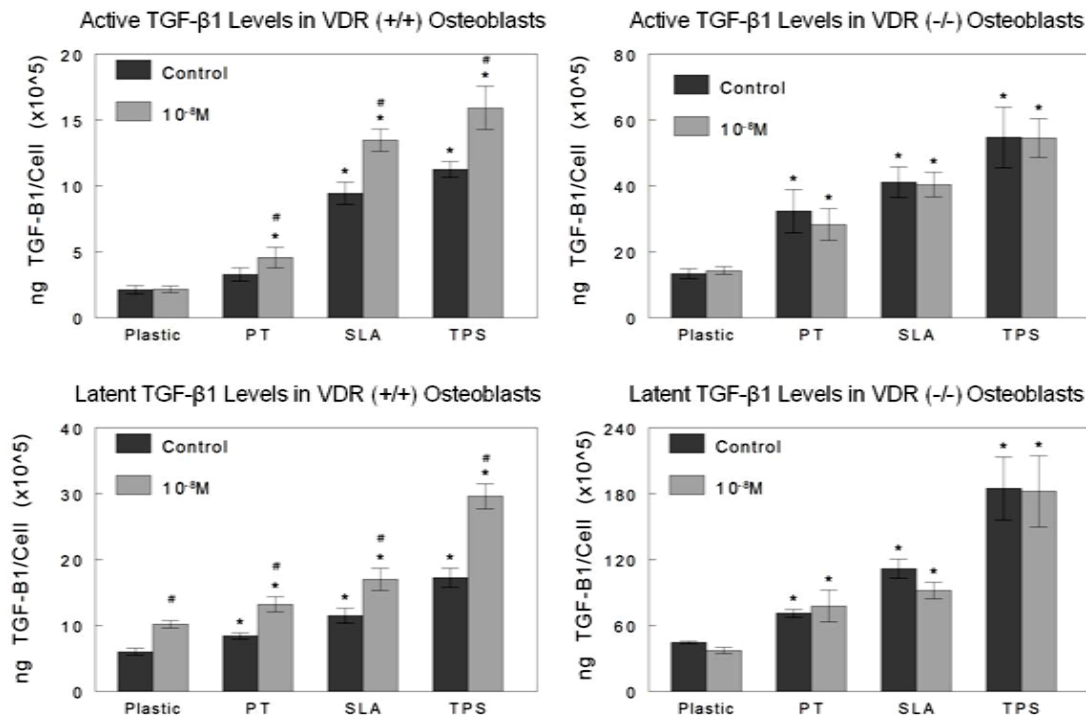 Active TGF-β1 Levels in VDR (+/+) Osteoblasts
ng TGF-B1/Cell (x10^5)
20
15
10
5
0
Control
10⁻⁸M
#
*
*
#
*
*
#
*
Plastic PT SLA TPS
Active TGF-β1 Levels in VDR (-/-) Osteoblasts
ng TGF-B1/Cell (x10^5)
80
60
40
20
0
Control
10⁻⁸M
* *
* *
* *
Plastic PT SLA TPS
Latent TGF-β1 Levels in VDR (+/+) Osteoblasts
ng TGF-B1/Cell (x10^5)
40
30
20
10
0
Control
10⁻⁸M
#
*
#
*
*
#
*
*
#
*
Plastic PT SLA TPS
Latent TGF-β1 Levels in VDR (-/-) Osteoblasts
ng TGF-B1/Cell (x10^5)
240
180
120
60
0
Control
10⁻⁸M
* *
* *
* *
Plastic PT SLA TPS